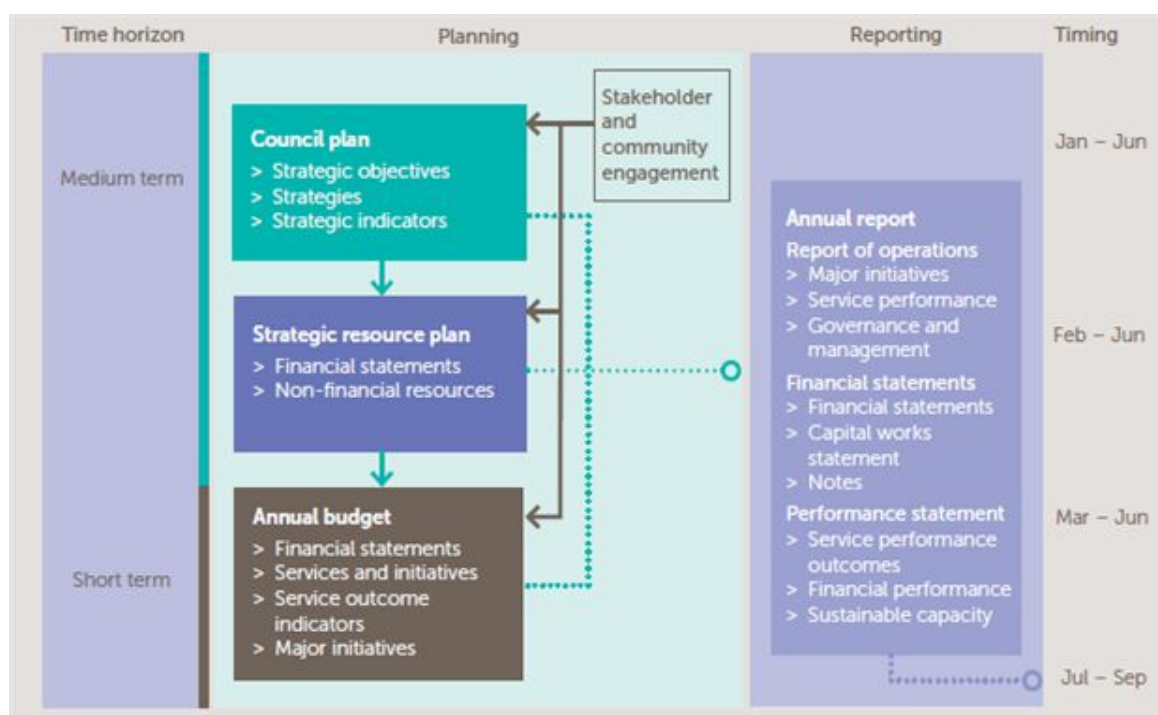 Time horizon
Planning
Reporting
Timing
Stakeholder
and
community
engagement
Medium term
Council plan
> Strategic objectives
> Strategies
> Strategic indicators
Strategic resource plan
> Financial statements
> Non-financial resources
Short term
Annual budget
> Financial statements
> Services and initiatives
> Service outcome
indicators
> Major initiatives
Annual report
Report of operations
> Major initiatives
> Service performance
> Governance and
management
Financial statements
> Financial statements
> Capital works
statement
> Notes
Performance statement
> Service performance
outcomes
> Financial performance
> Sustainable capacity
Jan – Jun
Feb – Jun
Mar – Jun
Jul – Sep